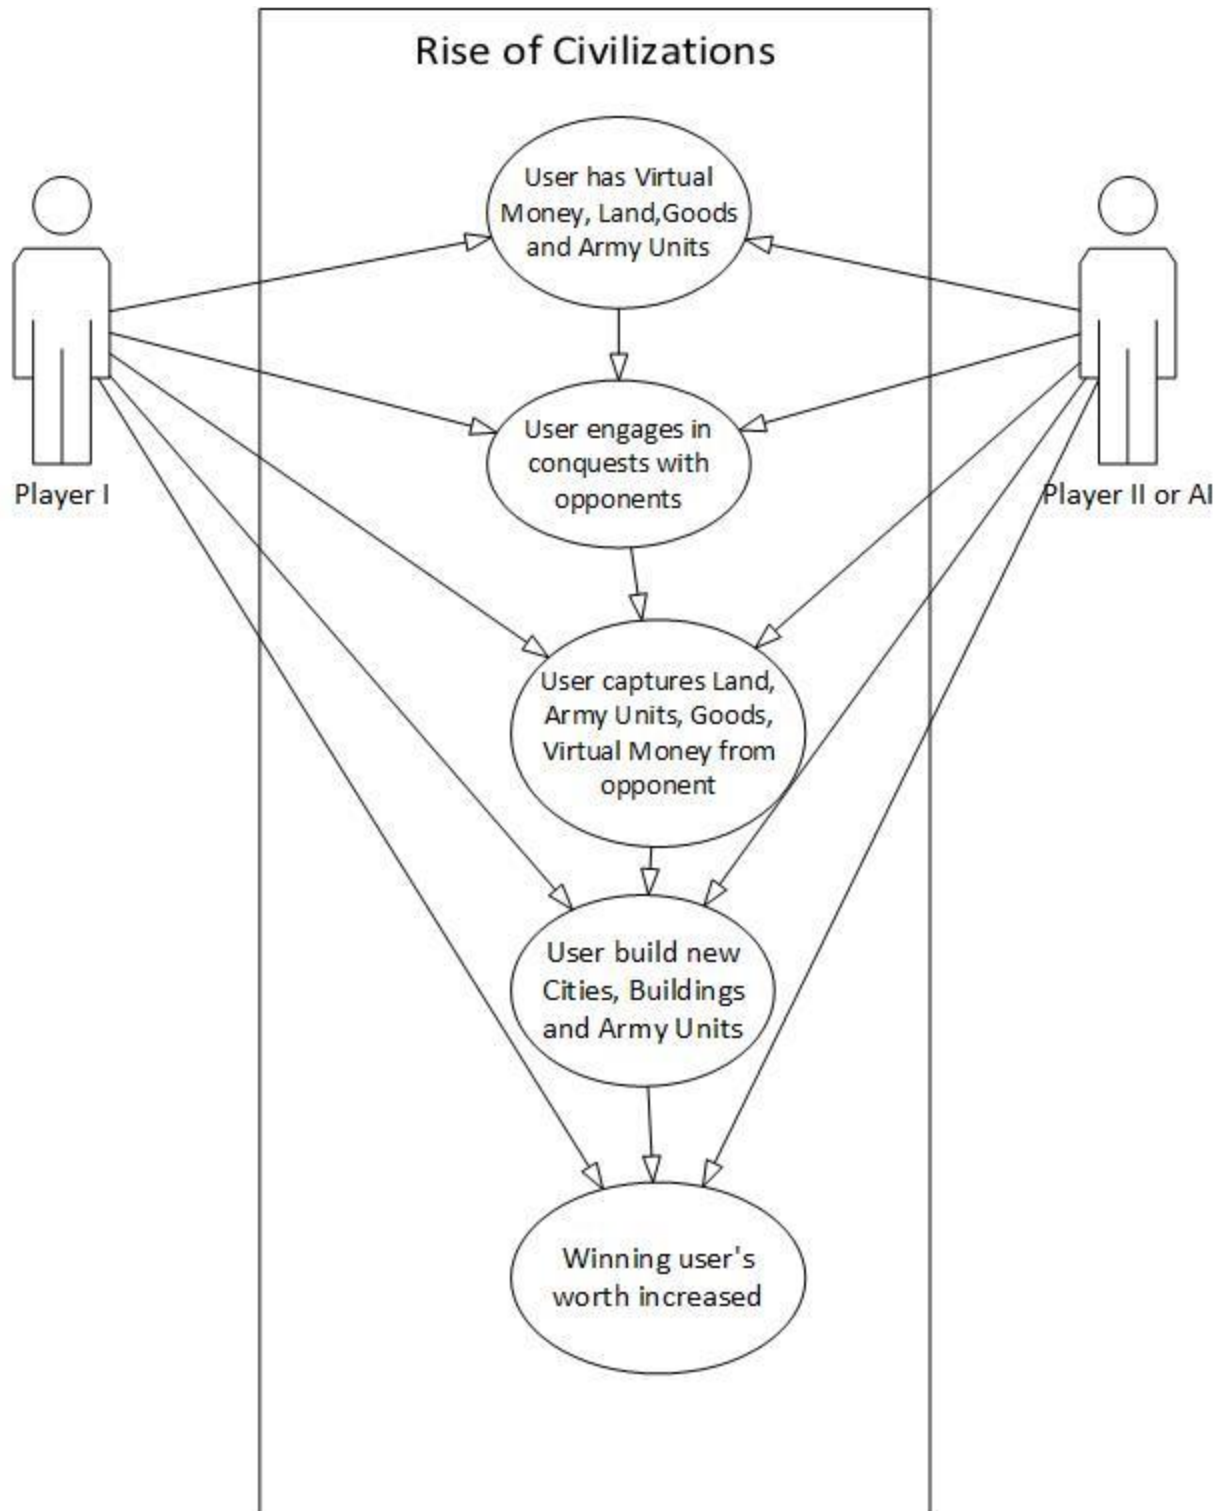 Rise of Civilizations
User has Virtual
Money, Land,Goods
and Army Units
User engages in
conquests with
opponents
Player I
Player II or AI
User captures Land,
Army Units, Goods,
Virtual Money from
opponent
User build new
Cities, Buildings
and Army Units
Winning user's
worth increased